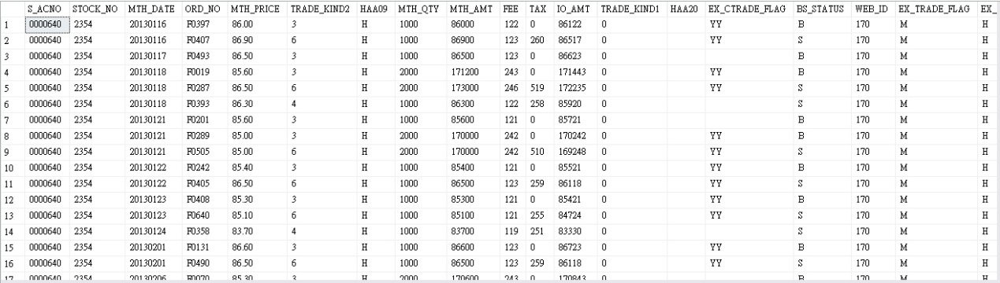 S_ACNO STOCK_NO MTH_DATE ORD_NO MTH_PRICE TRADE_KIND2 HAA09 MTH_QTY MTH_AMT FEE TAX IO_AMT TRADE_KIND1 HAA20 EX_CTRADE_FLAG BS_STATUS WEB_ID EX_TRADE_FLAG EX_
1 0000640 2354 20130116 F0397 86.00 3 H 1000 86000 122 0 86122 0 YY B 170 M H
2 0000640 2354 20130116 F0407 86.90 6 H 1000 86900 123 260 86517 0 YY S 170 M H
3 0000640 2354 20130117 F0493 86.50 3 H 1000 86500 123 0 86623 0 B 170 M H
4 0000640 2354 20130118 F0019 85.60 3 H 2000 171200 243 0 171443 0 YY B 170 M H
5 0000640 2354 20130118 F0287 86.50 6 H 2000 173000 246 519 172235 0 YY S 170 M H
6 0000640 2354 20130118 F0393 86.30 4 H 1000 86300 122 258 85920 0 S 170 M H
7 0000640 2354 20130121 F0201 85.60 3 H 1000 85600 121 0 85721 0 B 170 M H
8 0000640 2354 20130121 F0289 85.00 3 H 2000 170000 242 0 170242 0 YY B 170 M H
9 0000640 2354 20130121 F0505 85.00 6 H 2000 170000 242 510 169248 0 YY S 170 M H
10 0000640 2354 20130122 F0242 85.40 3 H 1000 85400 121 0 85521 0 YY B 170 M H
11 0000640 2354 20130122 F0405 86.50 6 H 1000 86500 123 259 86118 0 YY S 170 M H
12 0000640 2354 20130123 F0408 85.30 3 H 1000 85300 121 0 85421 0 YY B 170 M H
13 0000640 2354 20130123 F0640 85.10 6 H 1000 85100 121 255 84724 0 YY S 170 M H
14 0000640 2354 20130124 F0358 83.70 4 H 1000 83700 119 251 83330 0 S 170 M H
15 0000640 2354 20130201 F0131 86.60 3 H 1000 86600 123 0 86723 0 YY B 170 M H
16 0000640 2354 20130201 F0490 86.50 6 H 1000 86500 123 259 86118 0 YY S 170 M H
17 0000640 2354 20130206 F0070 85.30 3 H 2000 170600 243 0 170843 0 B 170 M H